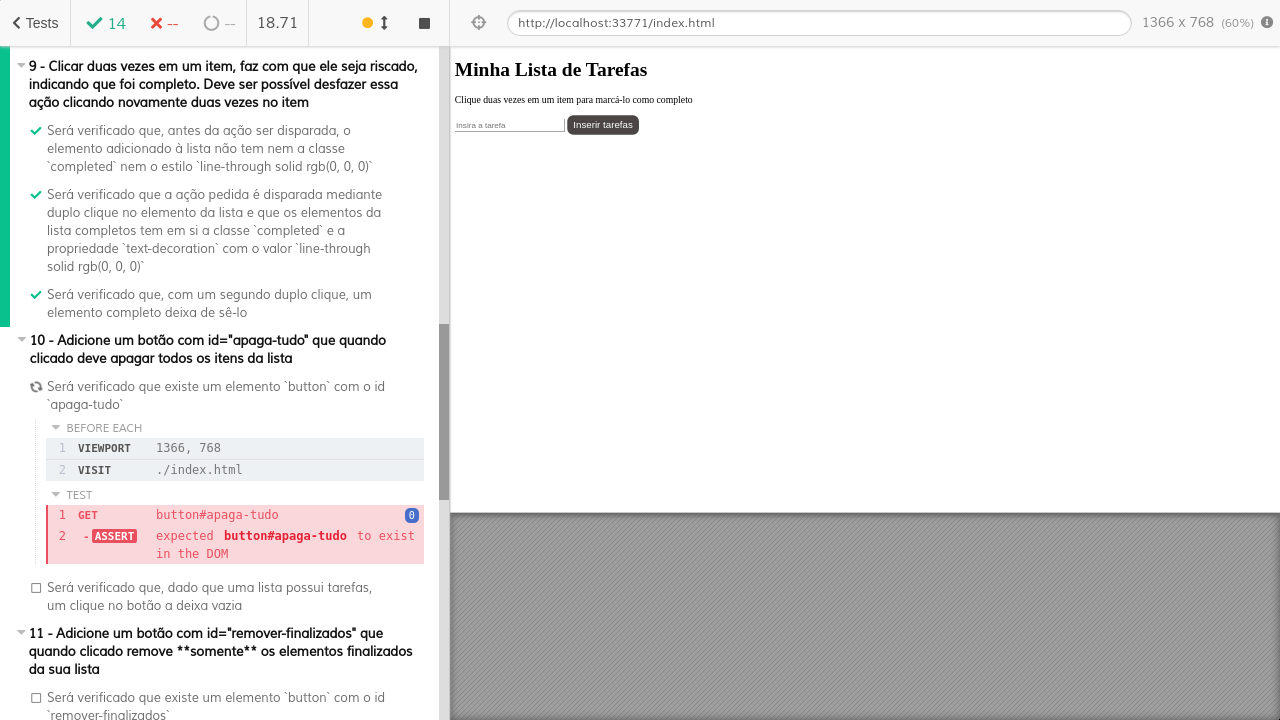 Tests 14 -- -- 18.71
http://localhost:33771/index.html 1366 x 768 (60%)
9 - Clicar duas vezes em um item, faz com que ele seja riscado,
indicando que foi completo. Deve ser possível desfazer essa
ação clicando novamente duas vezes no item
Será verificado que, antes da ação ser disparada, o
elemento adicionado à lista não tem nem a classe
`completed` nem o estilo `line-through solid rgb(0, 0, 0)`
Será verificado que a ação pedida é disparada mediante
duplo clique no elemento da lista e que os elementos da
lista completos tem em si a classe `completed` e a
propriedade `text-decoration` com o valor `line-through
solid rgb(0, 0, 0)`
Será verificado que, com um segundo duplo clique, um
elemento completo deixa de sê-lo
10 - Adicione um botão com id="apaga-tudo" que quando
clicado deve apagar todos os itens da lista
Será verificado que existe um elemento `button` com o id
`apaga-tudo`
BEFORE EACH
1 VIEWPORT 1366, 768
2 VISIT ./index.html
TEST
1 GET button#apaga-tudo 0
2 - ASSERT expected button#apaga-tudo to exist
in the DOM
Será verificado que, dado que uma lista possui tarefas,
um clique no botão a deixa vazia
11 - Adicione um botão com id="remover-finalizados" que
quando clicado remove **somente** os elementos finalizados
da sua lista
Será verificado que existe um elemento `button` com o id
`remover-finalizados`
Minha Lista de Tarefas
Clique duas vezes em um item para marcá-lo como completo
Insira a tarefa Inserir tarefas